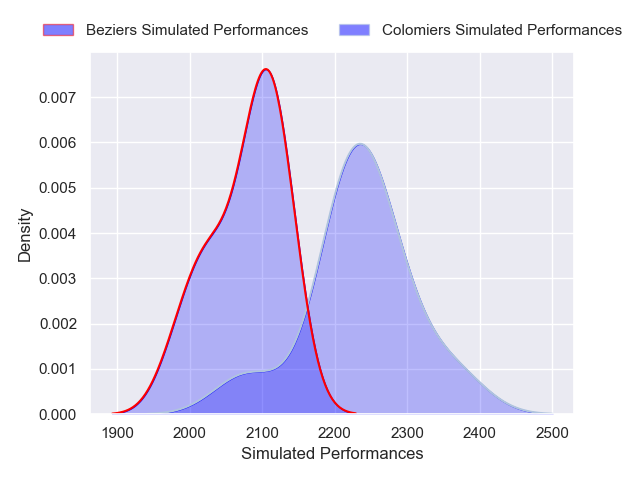 Beziers Simulated Performances
Colomiers Simulated Performances
0.007
0.006
0.005
0.004
0.003
0.002
0.001
0.000
Density
1900 2000 2100 2200 2300 2400 2500
Simulated Performances